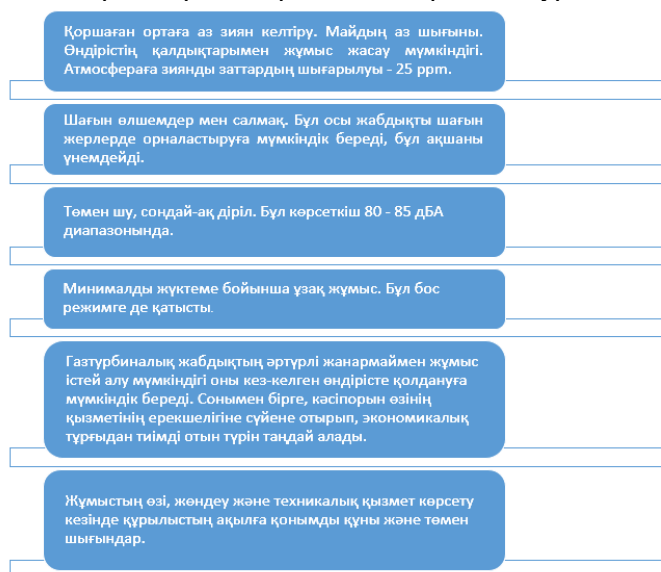 Қоршаған ортаға аз зиян келтіру. Майдың аз шығыны.
Өндірістің қалдықтарымен жұмыс жасау мүмкіндігі.
Атмосфераға зиянды заттардың шығарылуы - 25 ppm.
Шағын өлшемдер мен салмақ. Бұл осы жабдықты шағын
жерлерде орналастыруға мүмкіндік береді, бұл ақшаны
үнемдейді.
Төмен шу, сондай-ақ діріл. Бұл көрсеткіш 80 - 85 дБА
диапазонында.
Минималды жүктеме бойынша ұзақ жұмыс. Бұл бос
режимге де қатысты.
Газтурбиналық жабдықтың әртүрлі жанармаймен жұмыс
істей алу мүмкіндігі оны кез-келген өндірісте қолдануға
мүмкіндік береді. Сонымен бірге, кәсіпорын өзінің
қызметінің ерекшелігіне сүйене отырып, экономикалық
тұрғыдан тиімді отын түрін таңдай алады.
Жұмыстың өзі, жөндеу және техникалық қызмет көрсету
кезінде құрылыстың ақылға қонымды құны және төмен
шығындар.